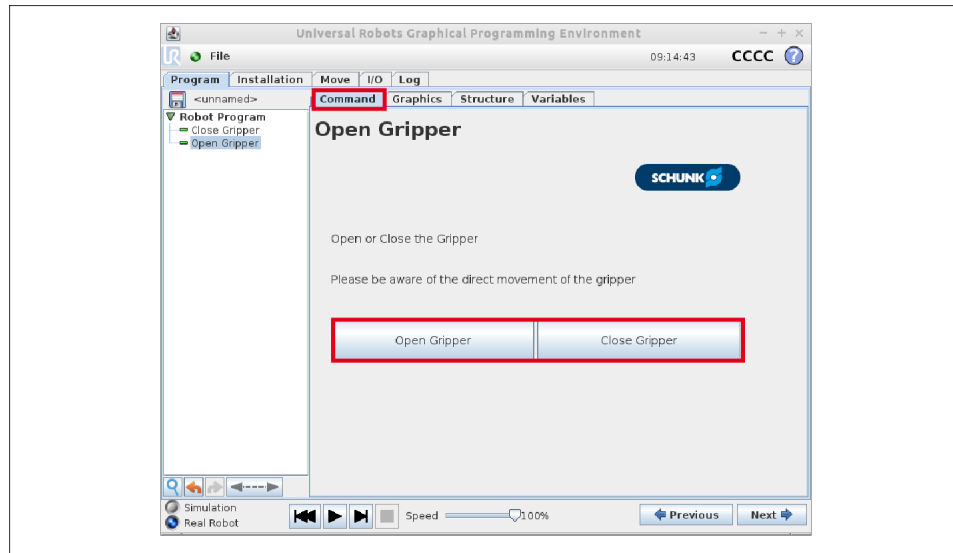 Universal Robots Graphical Programming Environment
File
09:14:43
CCCC
?
Program Installation Move I/O Log
<unnamed>
Command Graphics Structure Variables
Robot Program
Close Gripper
Open Gripper
Open Gripper
SCHUNK
Open or Close the Gripper
Please be aware of the direct movement of the gripper
Open Gripper
Close Gripper
Simulation
Real Robot
Speed
100%
Previous
Next